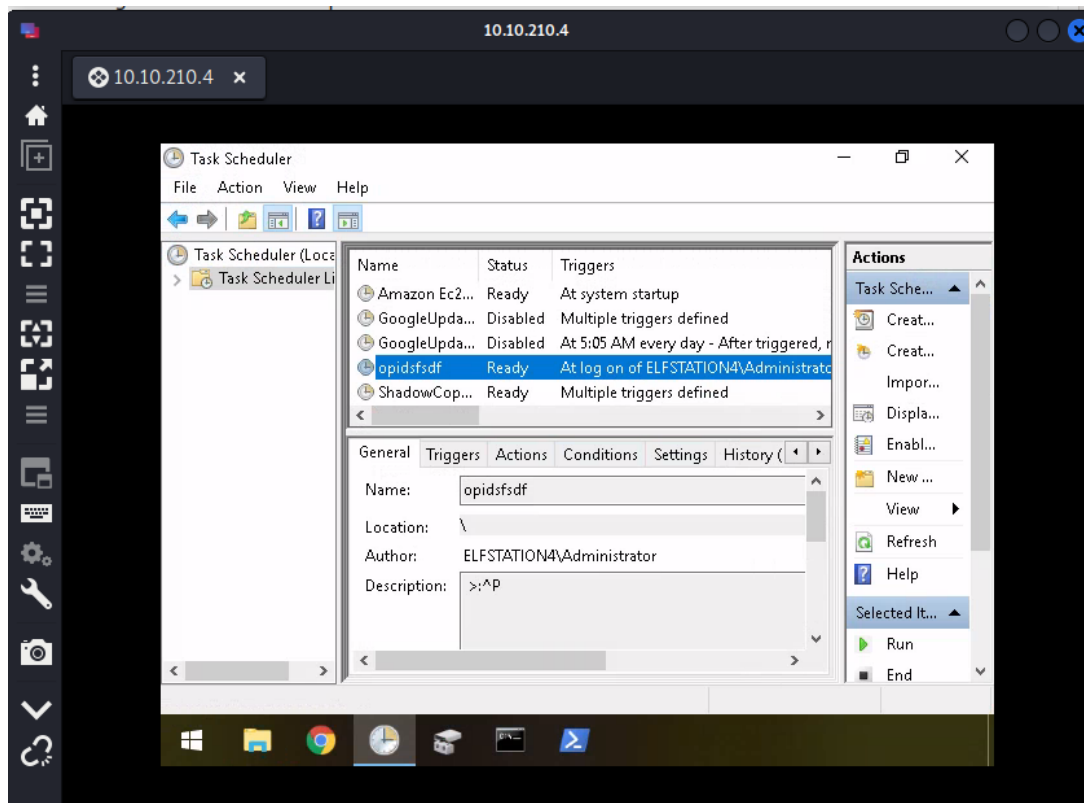 10.10.210.4
10.10.210.4
Task Scheduler
File Action View Help
Task Scheduler (Loca
Task Scheduler Li
Name Status Triggers
Amazon Ec2... Ready At system startup
GoogleUpda... Disabled Multiple triggers defined
GoogleUpda... Disabled At 5:05 AM every day - After triggered, r
opidsfsdf Ready At log on of ELFSTATION4\Administrato
ShadowCop... Ready Multiple triggers defined
General Triggers Actions Conditions Settings History (
Name: opidsfsdf
Location: \
Author: ELFSTATION4\Administrator
Description: >:^P
Actions
Task Sche...
Creat...
Creat...
Impor...
Displa...
Enabl...
New ...
View
Refresh
Help
Selected It...
Run
End